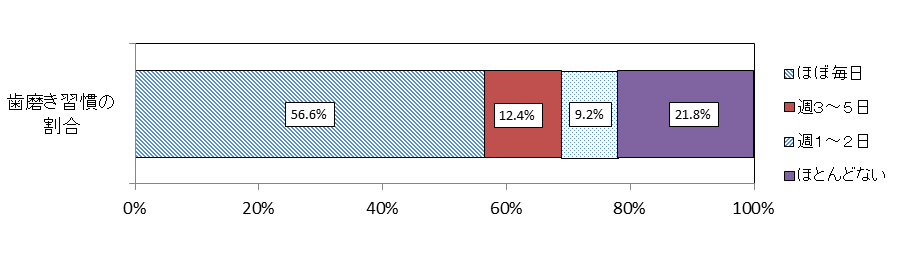 歯磨き習慣の
割合
56.6%
12.4%
9.2%
21.8%
0%
20%
40%
60%
80%
100%
ほぼ毎日
週３～５日
週１～２日
ほとんどない